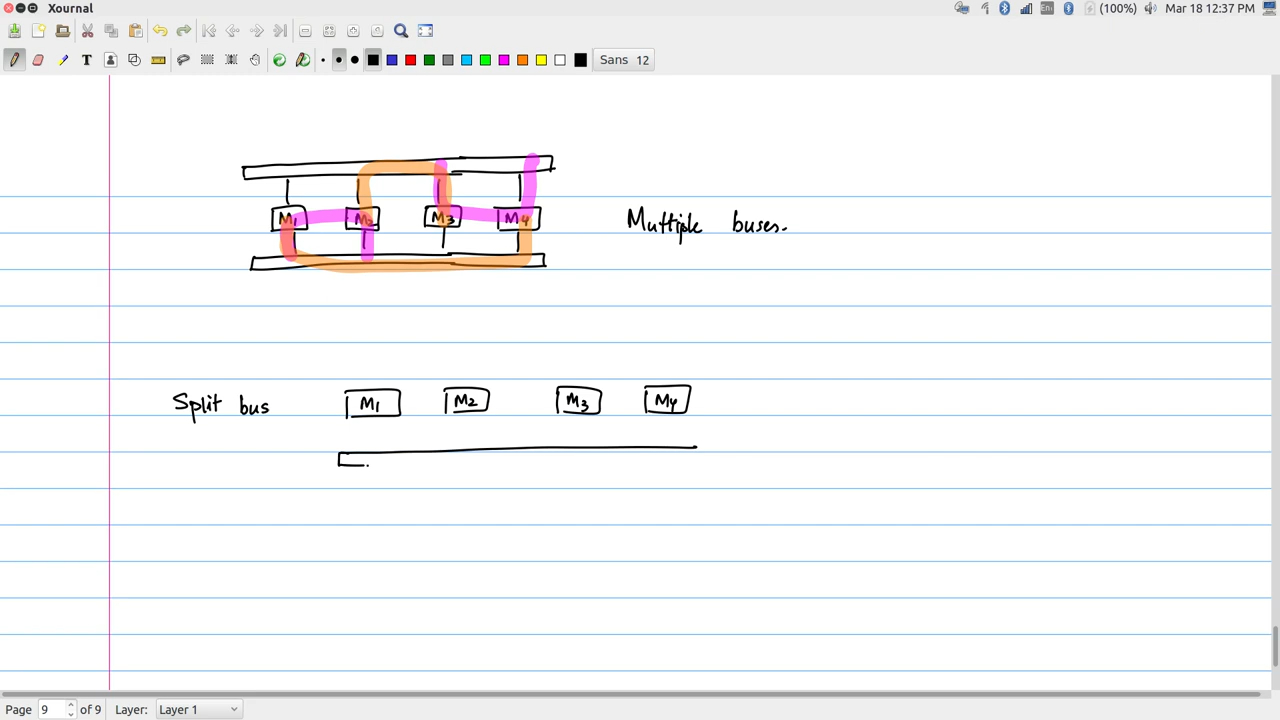 Xournal
En (100%) Mar 18 12:37 PM
T Sans 12
M1 M2 M3 M4 Multiple buses.
Split bus M1 M2 M3 M4
Page 9 of 9 Layer: Layer 1